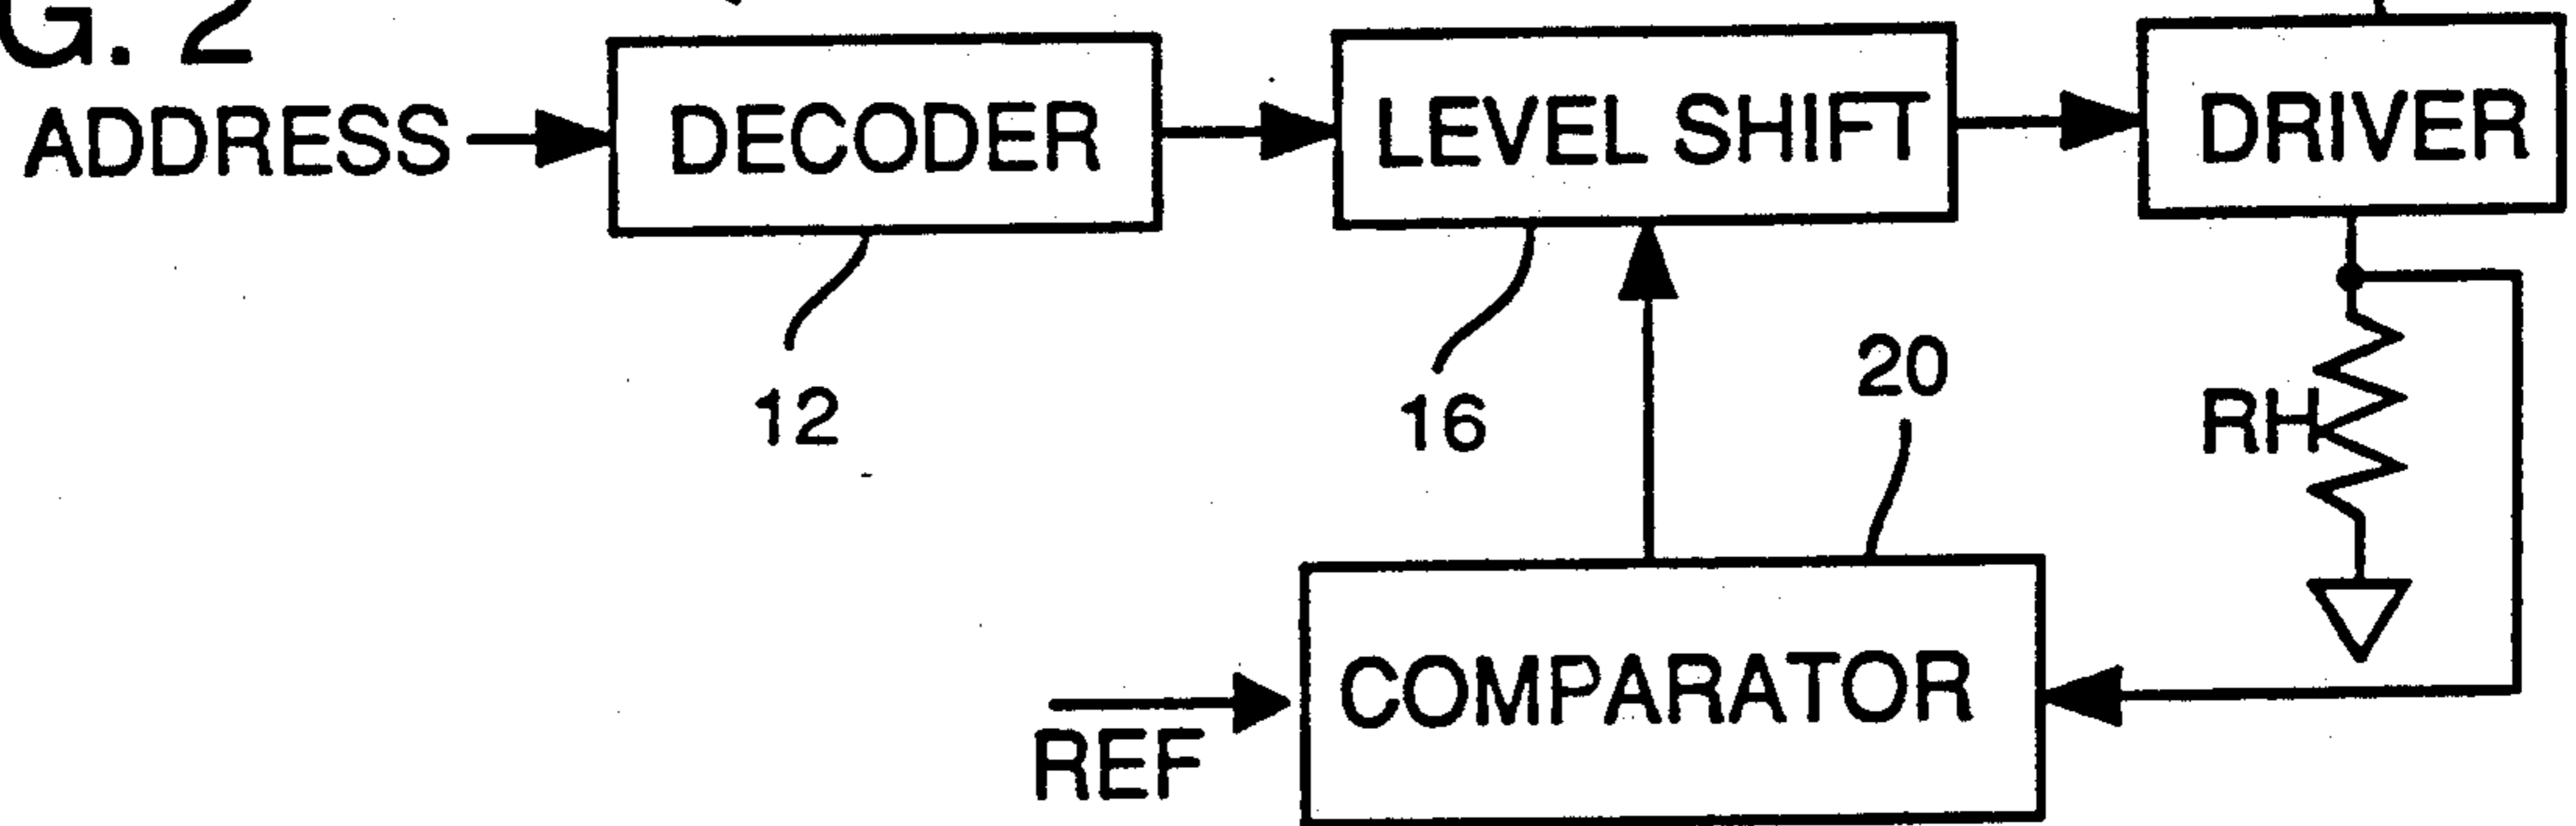 G. 2
ADDRESS
DECODER
LEVEL SHIFT
DRIVER
12
16
20
RH
COMPARATOR
REF